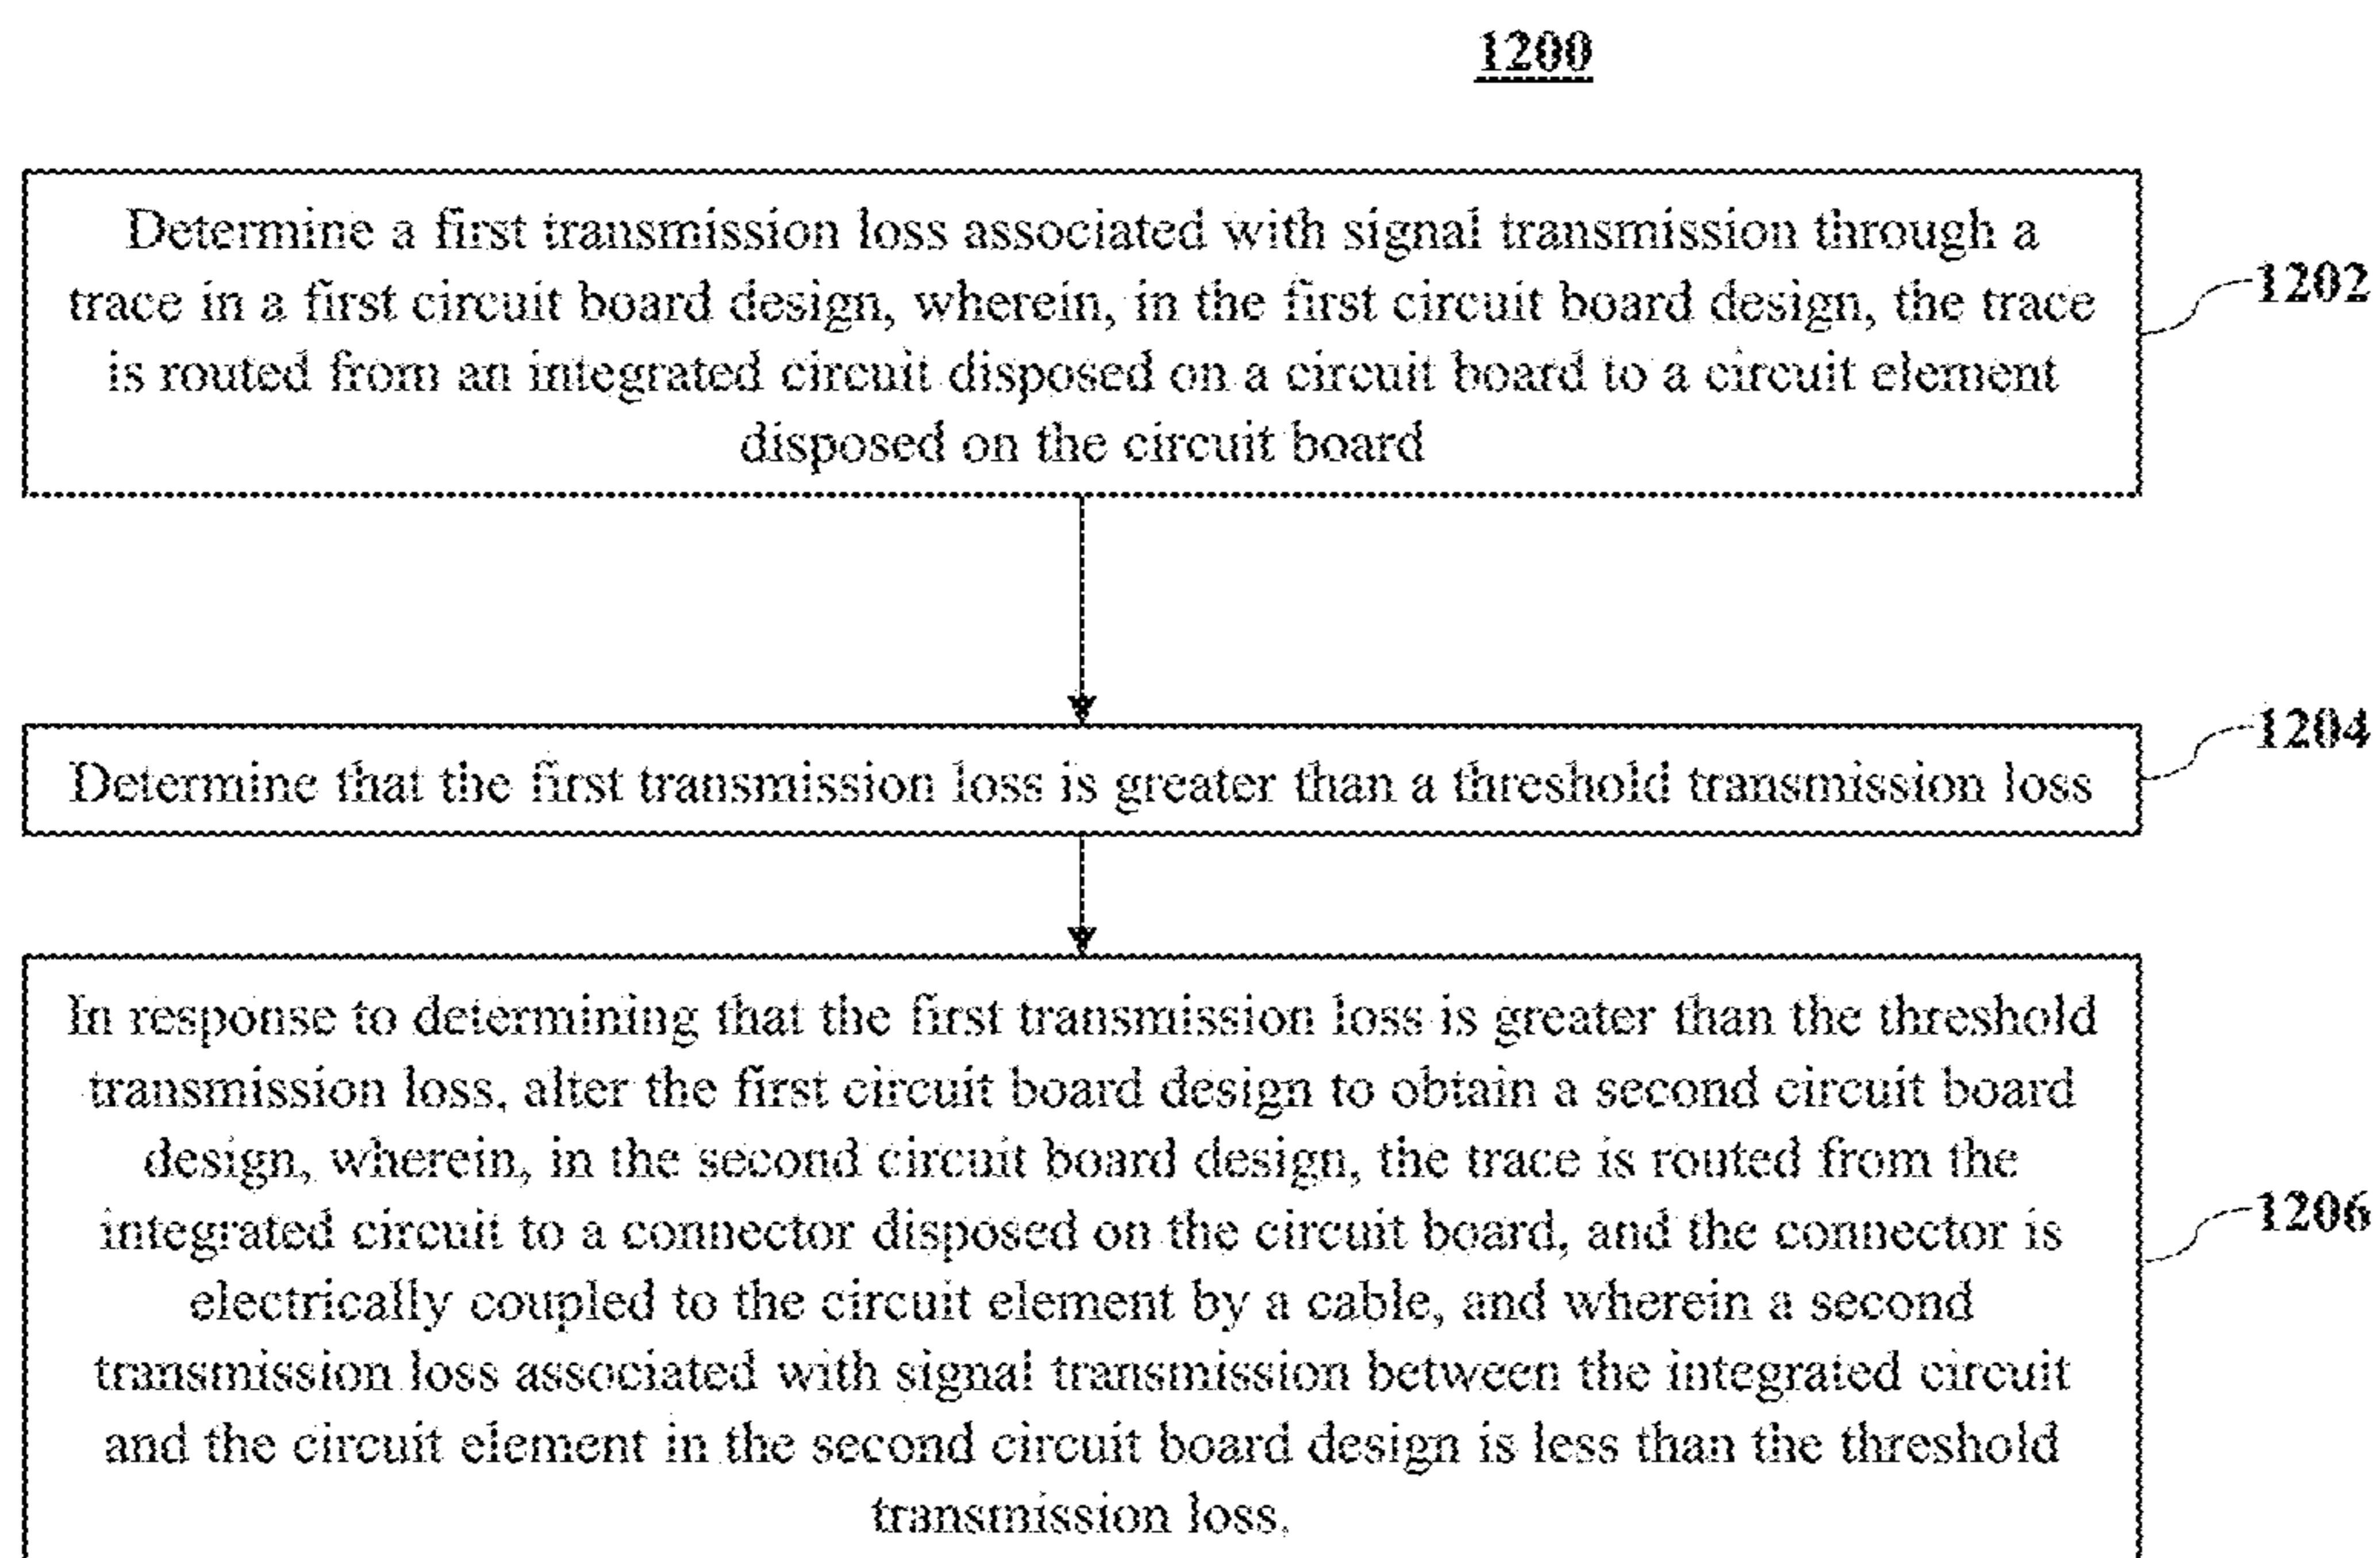 1200
Determine a first transmission loss associated with signal transmission through a
trace in a first circuit board design, wherein, in the first circuit board design, the trace
is routed from an integrated circuit disposed on a circuit board to a circuit element
disposed on the circuit board
1202
1204
Determine that the first transmission loss is greater than a threshold transmission loss
In response to determining that the first transmission loss is greater than the threshold
transmission loss, alter the first circuit board design to obtain a second circuit board
design, wherein, in the second circuit board design, the trace is routed from the
integrated circuit to a connector disposed on the circuit board, and the connector is
electrically coupled to the circuit element by a cable, and wherein a second
transmission loss associated with signal transmission between the integrated circuit
and the circuit element in the second circuit board design is less than the threshold
transmission loss.
1206